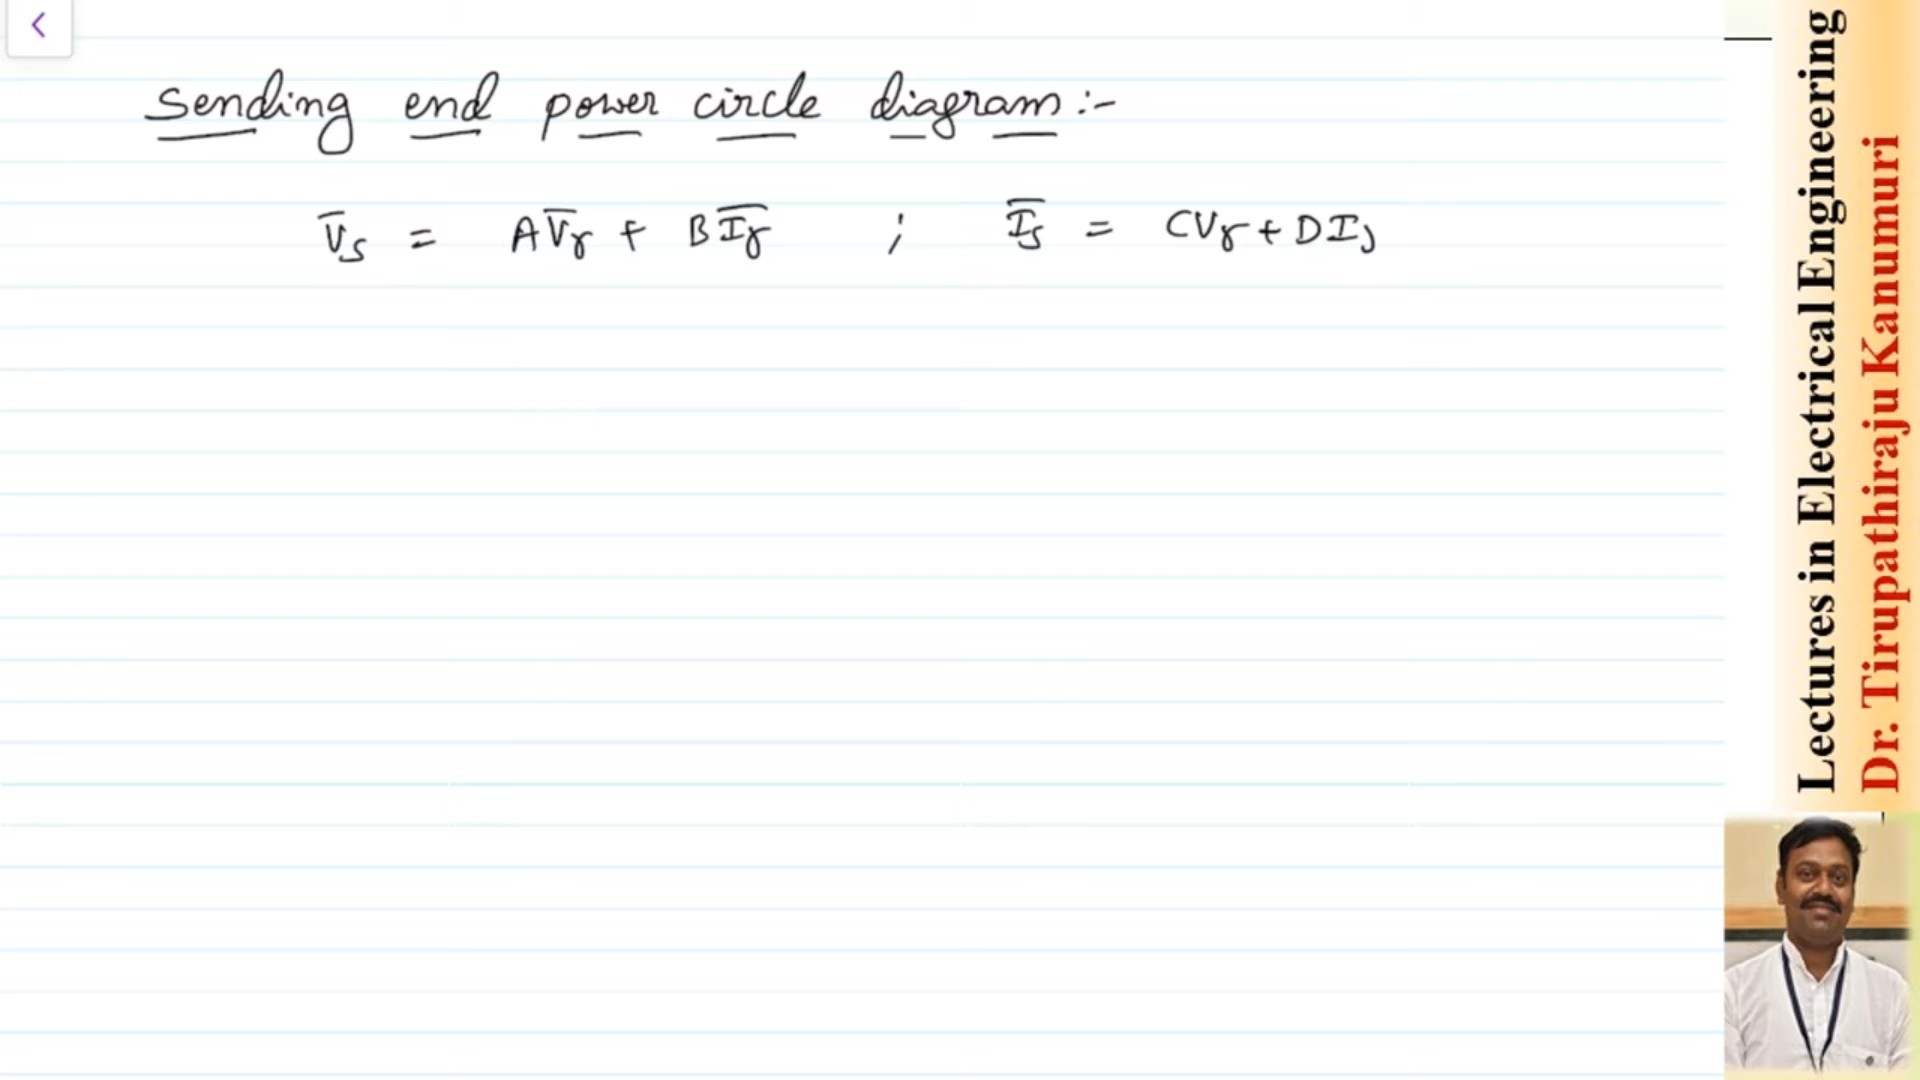 Sending end power circle diagram :-
V̄s = AV̄r + BĪr ; Īs = CVr + DIr
Lectures in Electrical Engineering
Dr. Tirupathiraju Kanumuri